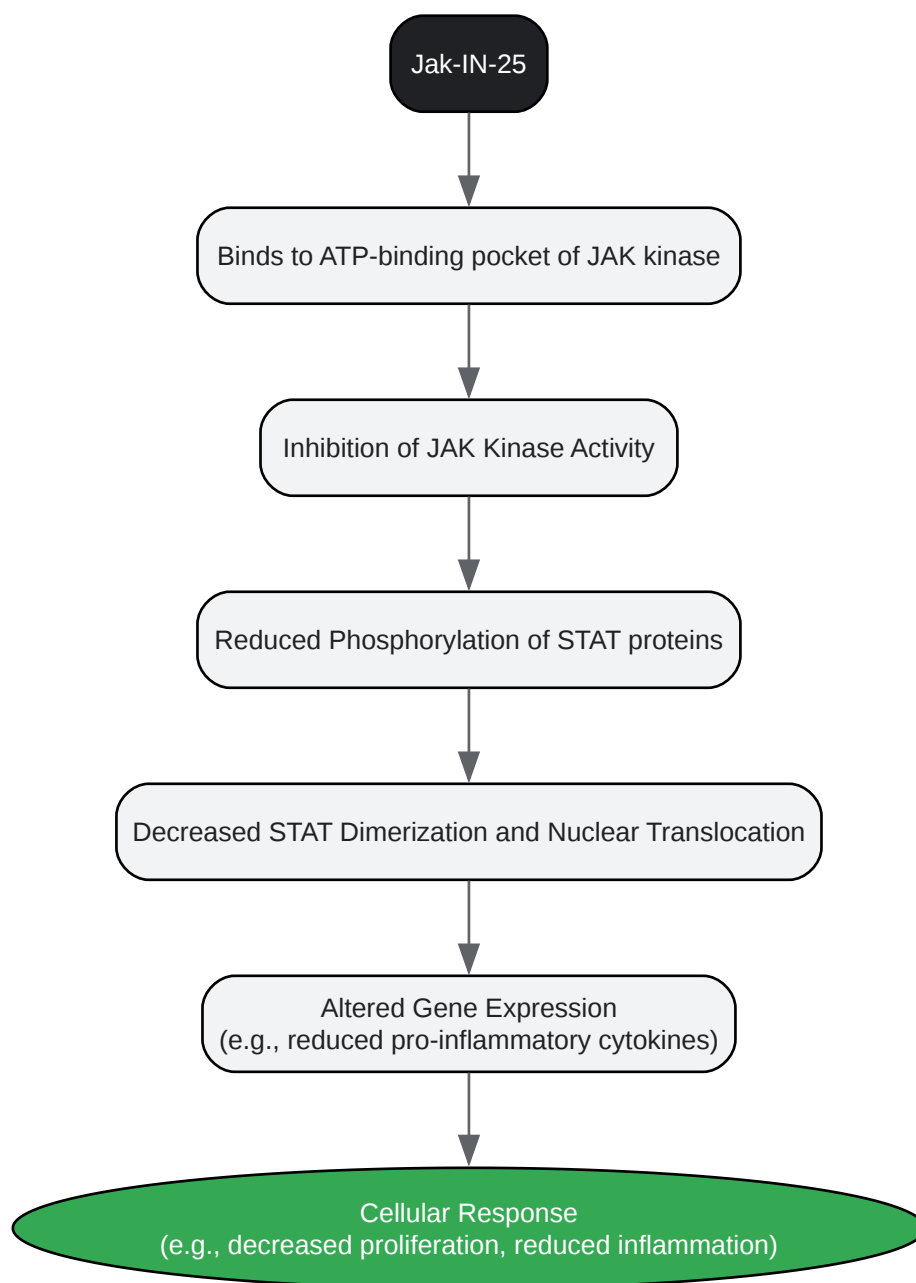 Jak-IN-25
Binds to ATP-binding pocket of JAK kinase
Inhibition of JAK Kinase Activity
Reduced Phosphorylation of STAT proteins
Decreased STAT Dimerization and Nuclear Translocation
Altered Gene Expression
(e.g., reduced pro-inflammatory cytokines)
Cellular Response
(e.g., decreased proliferation, reduced inflammation)